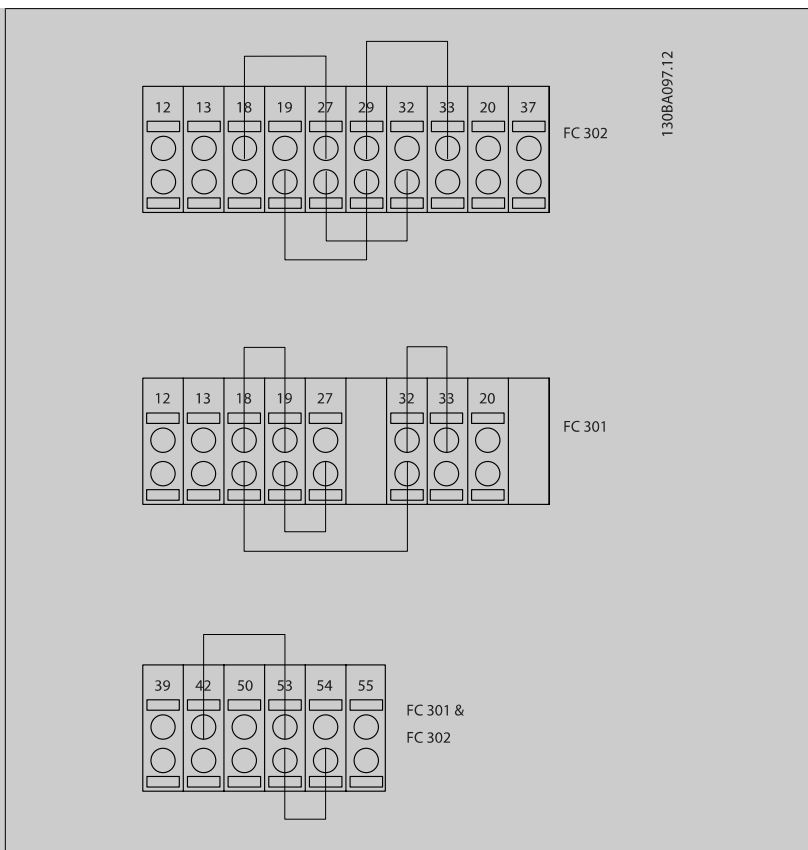 130BA097.12
12 13 18 19 27 29 32 33 20 37
FC 302
12 13 18 19 27 32 33 20
FC 301
39 42 50 53 54 55
FC 301 &
FC 302